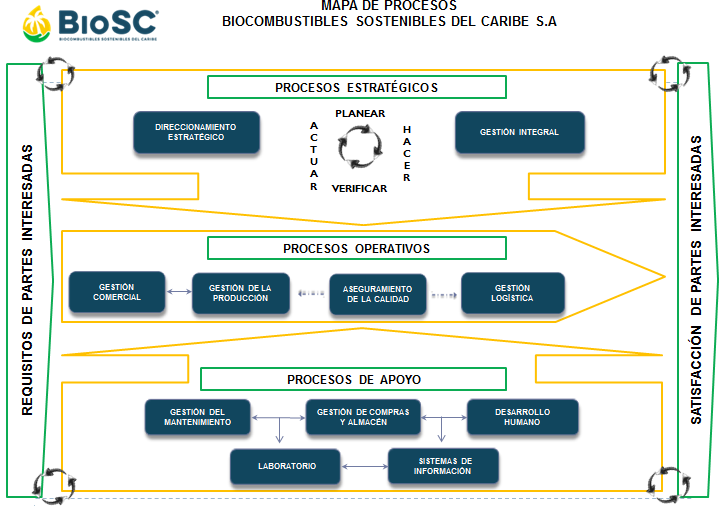 MAPA DE PROCESOS
BIOCOMBUSTIBLES SOSTENIBLES DEL CARIBE S.A
BIOSC
BIOCOMBUSTIBLES SOSTENIBLES DEL CARIBE
REQUISITOS DE PARTES INTERESADAS
PROCESOS ESTRATÉGICOS
DIRECCIONAMIENTO
ESTRATÉGICO
PLANEAR
HACER
VERIFICAR
ACTUAR
GESTIÓN INTEGRAL
PROCESOS OPERATIVOS
GESTIÓN
COMERCIAL
GESTIÓN DE LA
PRODUCCIÓN
ASEGURAMIENTO
DE LA CALIDAD
GESTIÓN
LOGÍSTICA
PROCESOS DE APOYO
GESTIÓN DEL
MANTENIMIENTO
GESTIÓN DE COMPRAS
Y ALMACÉN
DESARROLLO
HUMANO
LABORATORIO
SISTEMAS DE
INFORMACIÓN
SATISFACCIÓN DE PARTES INTERESADAS